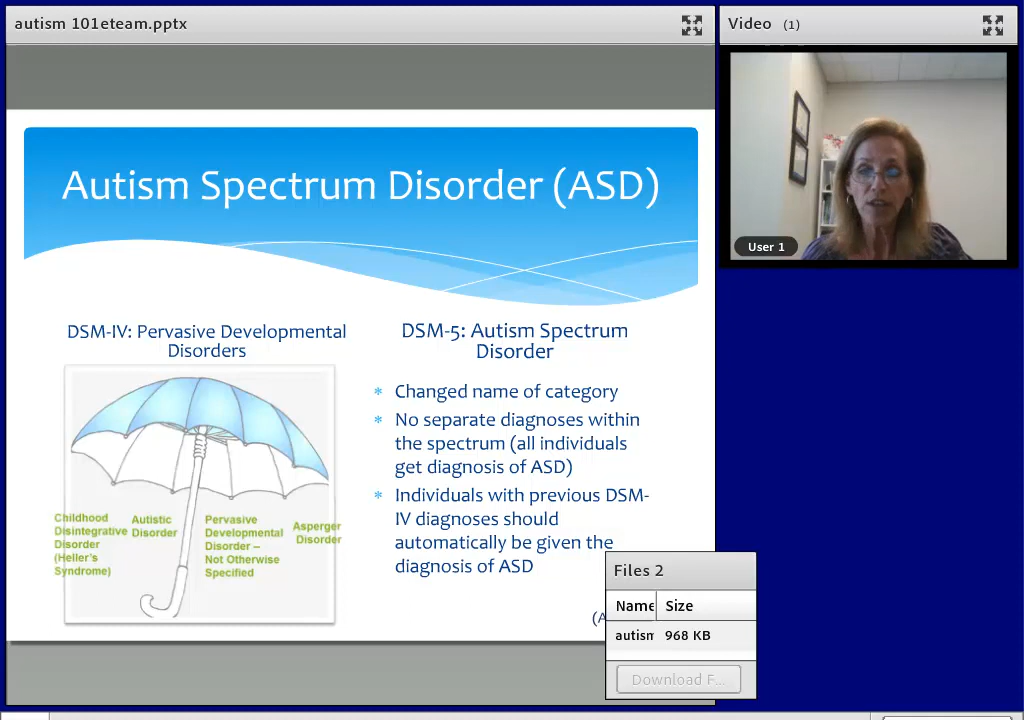 autism 101eteam.pptx
Video (1)
User 1
Autism Spectrum Disorder (ASD)
DSM-IV: Pervasive Developmental
Disorders
Childhood
Disintegrative
Disorder
(Heller's
Syndrome)
Autistic
Disorder
Pervasive
Developmental
Disorder –
Not Otherwise
Specified
Asperger
Disorder
DSM-5: Autism Spectrum
Disorder
* Changed name of category
* No separate diagnoses within
the spectrum (all individuals
get diagnosis of ASD)
* Individuals with previous DSM-
IV diagnoses should
automatically be given the
diagnosis of ASD
(A
Files 2
Name Size
autism 968 KB
Download F...